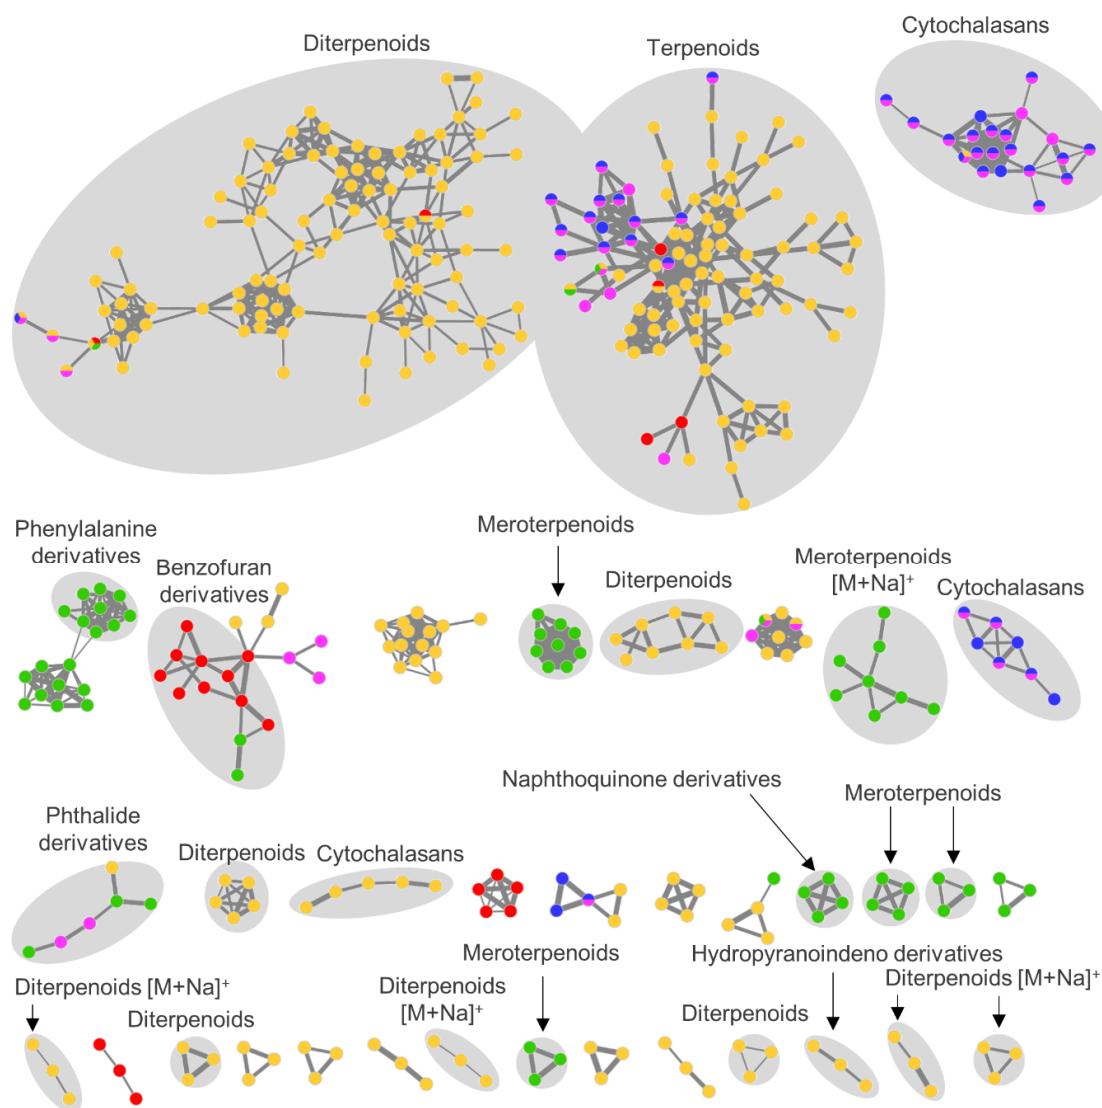 Diterpenoids
Terpenoids
Cytochalasans
Phenylalanine
derivatives
Benzofuran
derivatives
Meroterpenoids
Diterpenoids
Meroterpenoids
[M+Na]⁺
Cytochalasans
Naphthoquinone derivatives
Meroterpenoids
Phthalide
derivatives
Diterpenoids
Cytochalasans
Meroterpenoids
Hydropyranoindeno derivatives
Diterpenoids [M+Na]⁺
Diterpenoids
Diterpenoids
[M+Na]⁺
Diterpenoids
Diterpenoids [M+Na]⁺